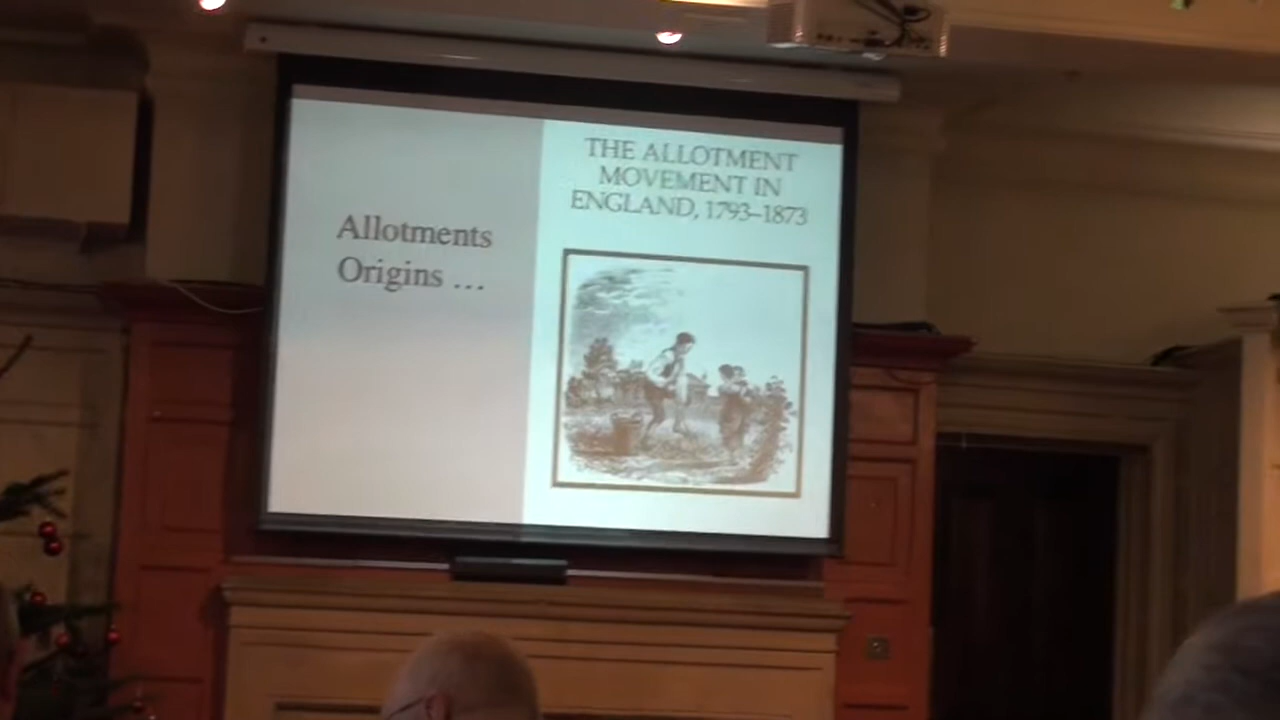 Allotments
Origins ...
THE ALLOTMENT
MOVEMENT IN
ENGLAND, 1793–1873